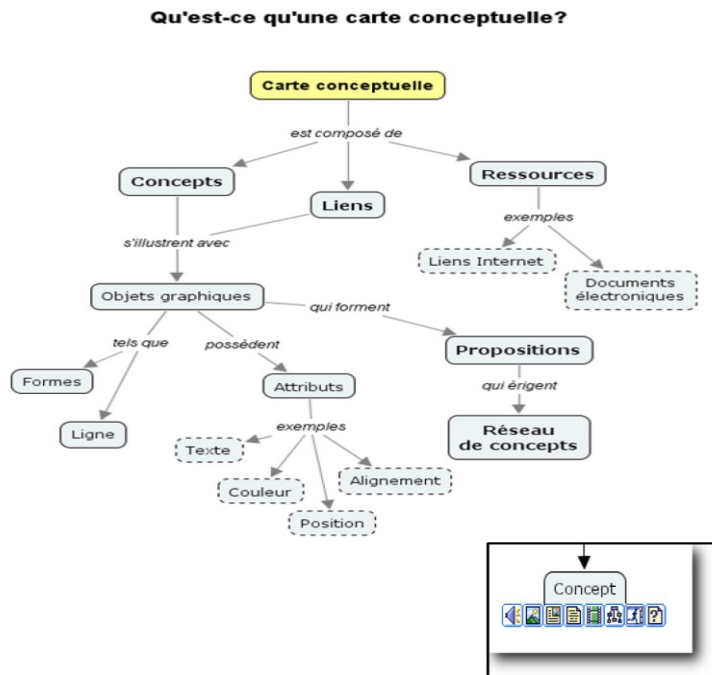 Qu'est-ce qu'une carte conceptuelle?
Carte conceptuelle
est composé de
Concepts
Liens
Ressources
s'illustrent avec
exemples
Liens Internet
Documents
électroniques
Objets graphiques
qui forment
tels que
possèdent
Propositions
Formes
Attributs
qui érigent
Ligne
exemples
Réseau
de concepts
Texte
Couleur
Alignement
Position
Concept
?